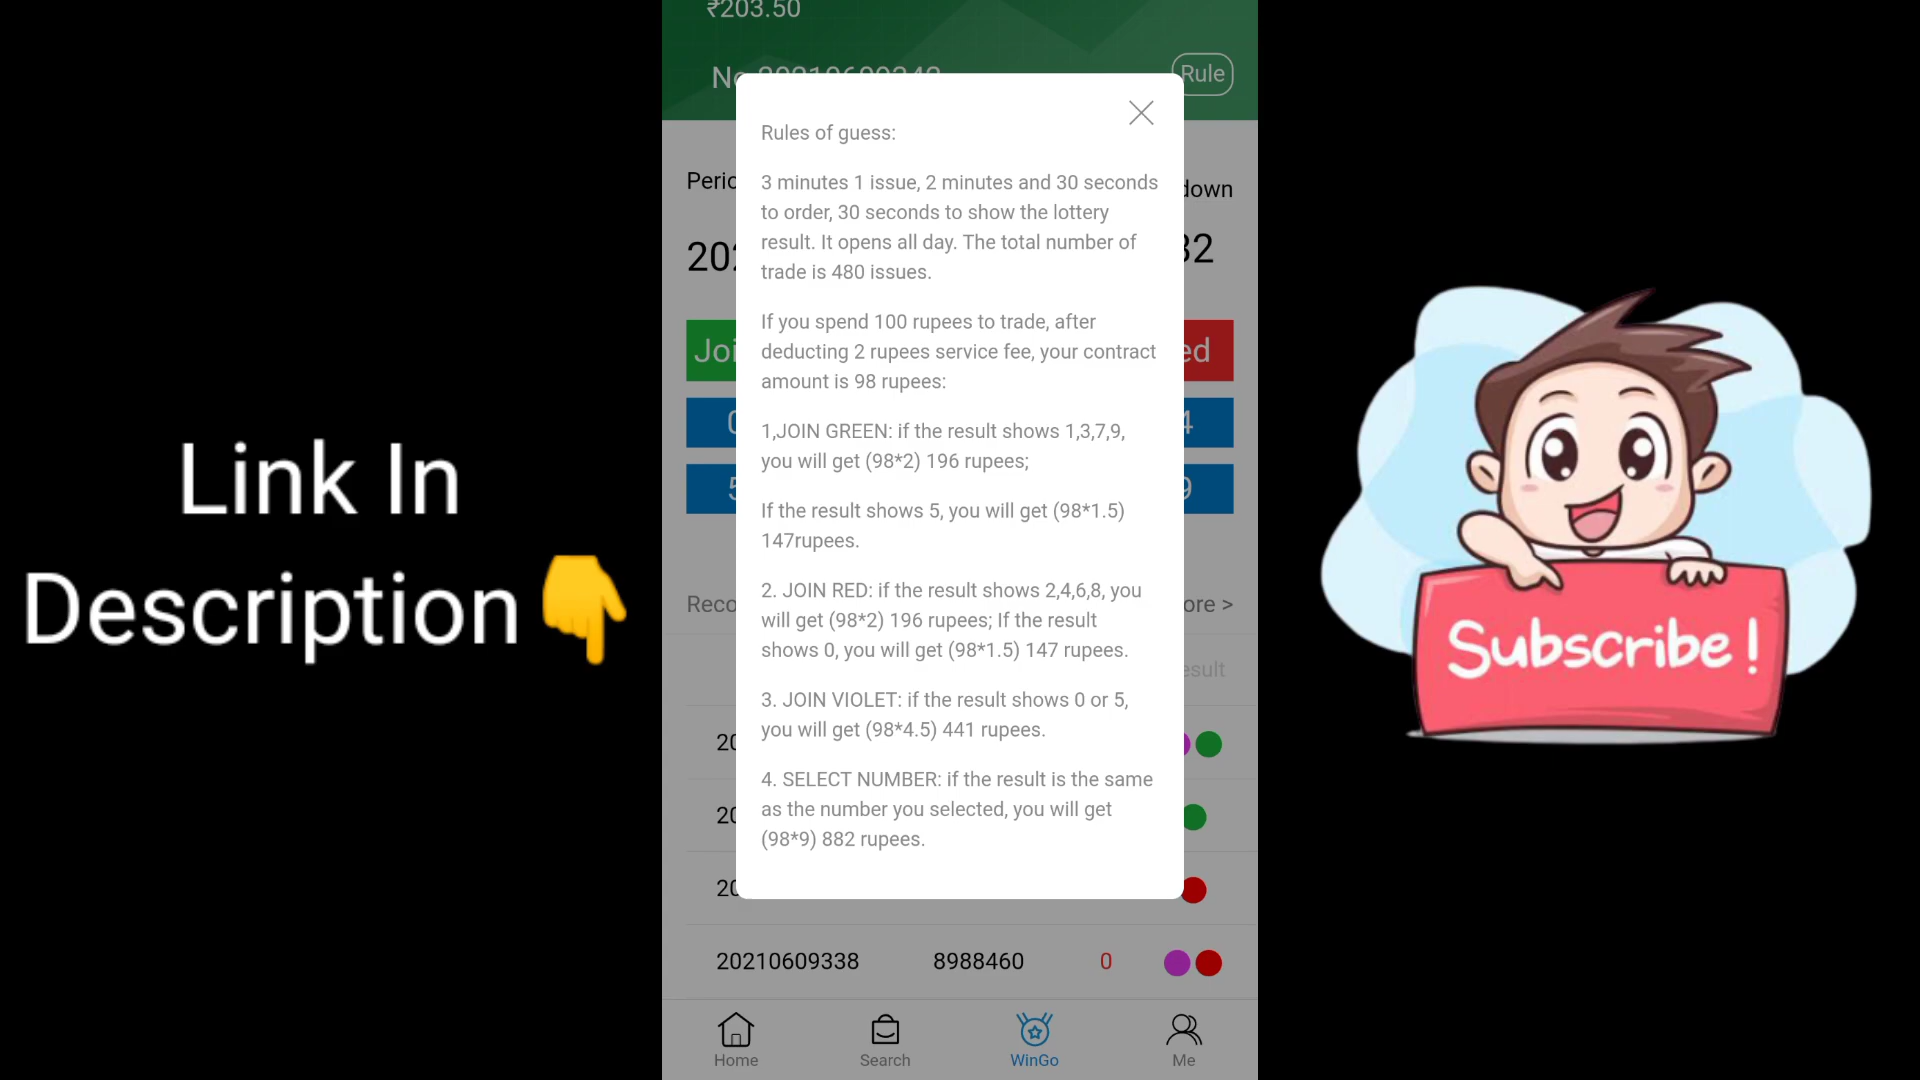 ₹203.50
Rule
Rules of guess:
3 minutes 1 issue, 2 minutes and 30 seconds
to order, 30 seconds to show the lottery
result. It opens all day. The total number of
trade is 480 issues.
If you spend 100 rupees to trade, after
deducting 2 rupees service fee, your contract
amount is 98 rupees:
1,JOIN GREEN: if the result shows 1,3,7,9,
you will get (98*2) 196 rupees;
If the result shows 5, you will get (98*1.5)
147rupees.
2. JOIN RED: if the result shows 2,4,6,8, you
will get (98*2) 196 rupees; If the result
shows 0, you will get (98*1.5) 147 rupees.
3. JOIN VIOLET: if the result shows 0 or 5,
you will get (98*4.5) 441 rupees.
4. SELECT NUMBER: if the result is the same
as the number you selected, you will get
(98*9) 882 rupees.
20210609338 8988460 0
Home Search WinGo Me
Link In
Description
Subscribe!